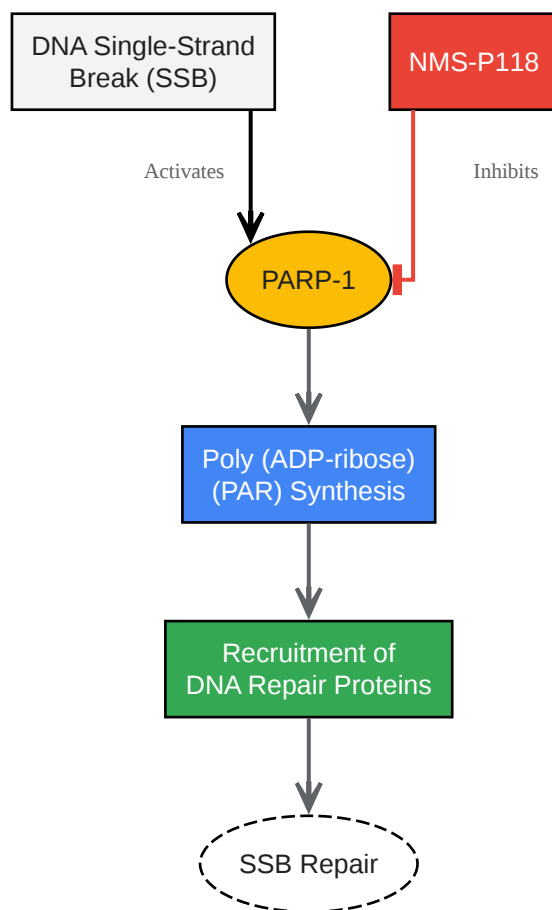 DNA Single-Strand
Break (SSB)
NMS-P118
Activates
Inhibits
PARP-1
Poly (ADP-ribose)
(PAR) Synthesis
Recruitment of
DNA Repair Proteins
SSB Repair